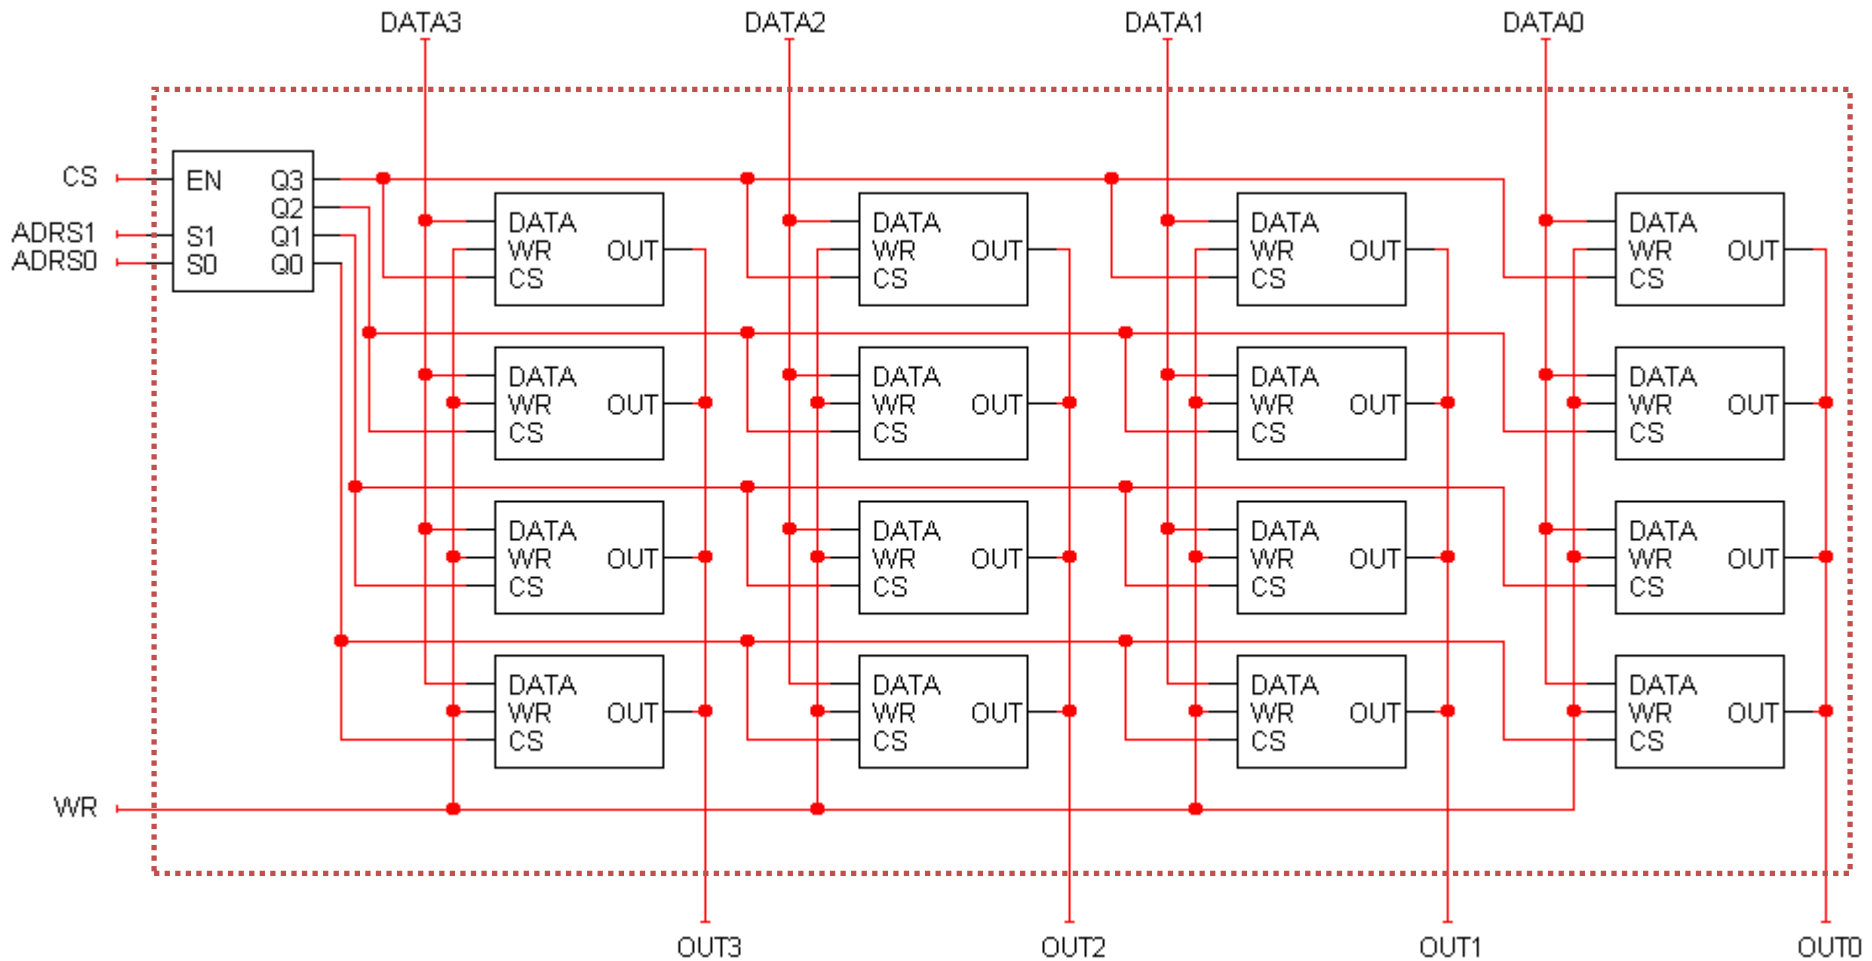 DATA3 DATA2 DATA1 DATA0
CS EN Q3
Q2
ADRS1 S1 Q1
ADRS0 S0 Q0
DATA DATA DATA DATA
WR OUT WR OUT WR OUT WR OUT
CS CS CS CS
DATA DATA DATA DATA
WR OUT WR OUT WR OUT WR OUT
CS CS CS CS
DATA DATA DATA DATA
WR OUT WR OUT WR OUT WR OUT
CS CS CS CS
DATA DATA DATA DATA
WR OUT WR OUT WR OUT WR OUT
CS CS CS CS
WR
OUT3 OUT2 OUT1 OUT0